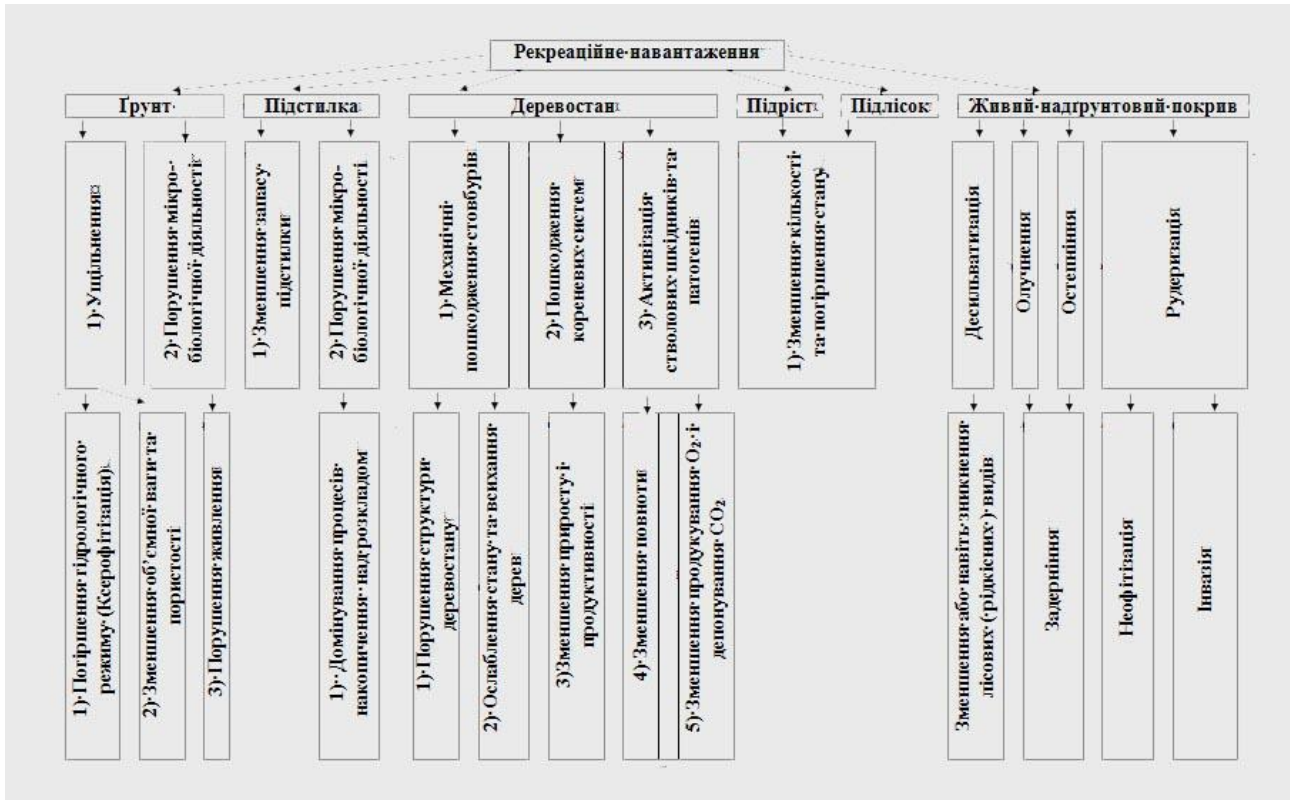 Рекреаційне навантаження
Ґрунт
Підстилка
Деревостан
Підріст
Підлісок
Живий надґрунтовий покрив
1) Ущільнення
2) Порушення мікро-
біологічної діяльності
1) Зменшення запасу
підстилки
2) Порушення мікро-
біологічної діяльності
1) Механічні
пошкодження стовбурів
2) Пошкодження
кореневих систем
3) Активізація
стволових шкідників та
патогенів
1) Зменшення кількості
та погіршення стану
Десильватизація
Олучнення
Остепніння
Рудеризація
1) Погіршення гідрологічного
режиму (Ксерофітизація)
2) Зменшення об’ємної ваги та
пористості
3) Порушення живлення
1) Домінування процесів
накопичення над розкладом
1) Порушення структури
деревостану
2) Ослаблення стану та всихання
дерев
3)Зменшення приросту і
продуктивності
4) Зменшення повноти
5) Зменшення продукування O₂ і
депонування CO₂
Зменшення або навіть зникнення
лісових ( рідкісних ) видів
Задерніння
Неофітизація
Інвазія